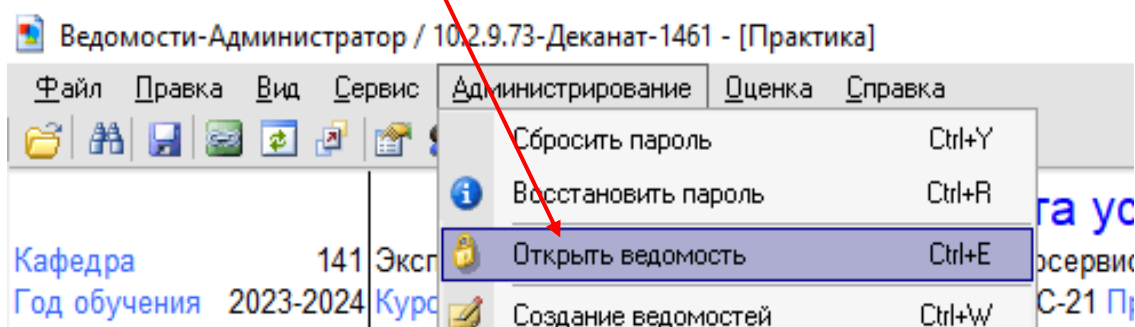 Ведомости-Администратор / 10.2.9.73-Деканат-1461 - [Практика]
Файл Правка Вид Сервис Администрирование Оценка Справка
Сбросить пароль Ctrl+Y
Восстановить пароль Ctrl+R
та ус
Кафедра 141 Эксп Открыть ведомость Ctrl+E осервис
Год обучения 2023-2024 Курс Создание ведомостей Ctrl+W С-21 Пр